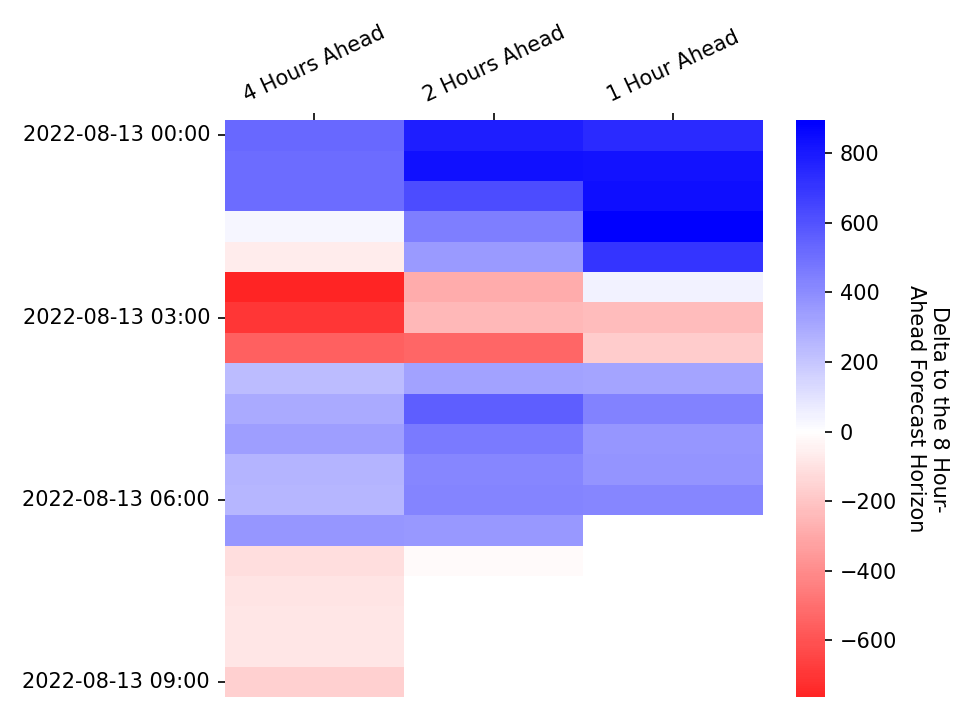 4 Hours Ahead
2 Hours Ahead
1 Hour Ahead
2022-08-13 00:00
2022-08-13 03:00
2022-08-13 06:00
2022-08-13 09:00
800
600
400
200
0
−200
−400
−600
Delta to the 8 Hour-
Ahead Forecast Horizon